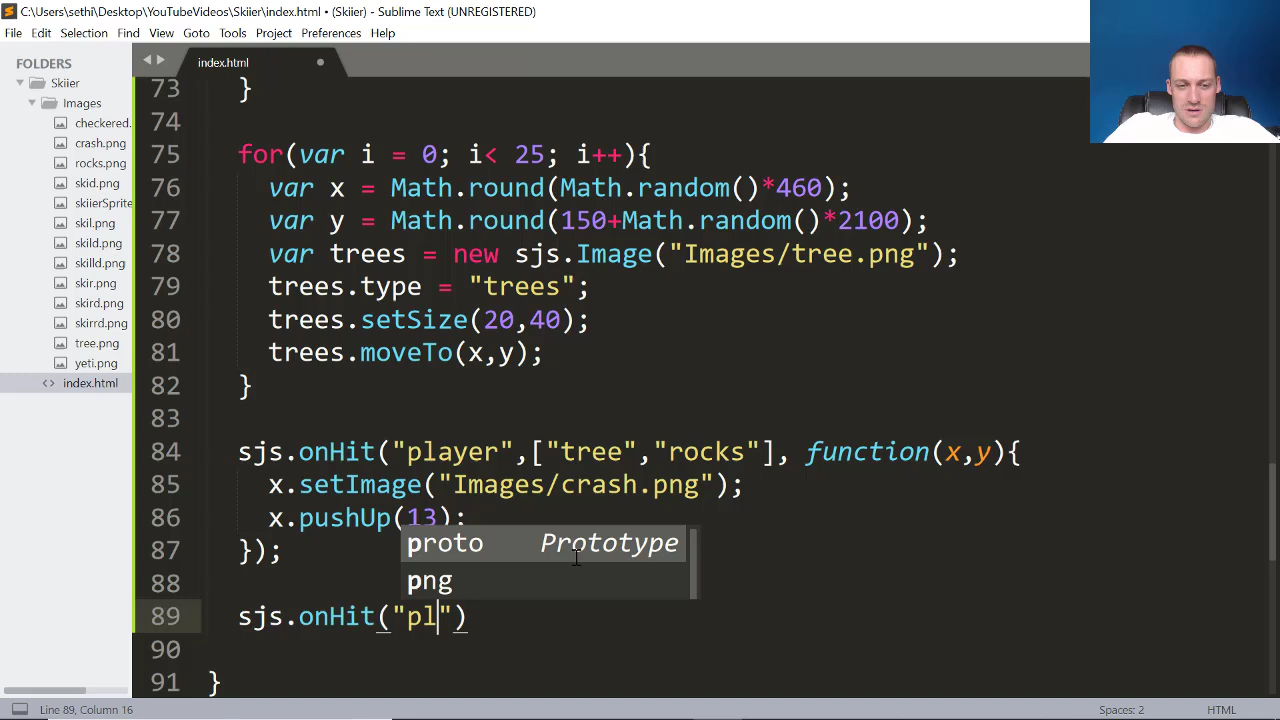 C:\Users\sethi\Desktop\YouTubeVideos\Skiier\index.html • (Skiier) - Sublime Text (UNREGISTERED)
File Edit Selection Find View Goto Tools Project Preferences Help
FOLDERS
Skiier
Images
checkered.
crash.png
rocks.png
skid.png
skiierSprite
skil.png
skild.png
skilld.png
skir.png
skird.png
skirrd.png
tree.png
yeti.png
<> index.html
index.html
73 }
74
75 for(var i = 0; i< 25; i++){
76 var x = Math.round(Math.random()*460);
77 var y = Math.round(150+Math.random()*2100);
78 var trees = new sjs.Image("Images/tree.png");
79 trees.type = "trees";
80 trees.setSize(20,40);
81 trees.moveTo(x,y);
82 }
83
84 sjs.onHit("player",["tree","rocks"], function(x,y){
85 x.setImage("Images/crash.png");
86 x.pushUp(13);
87 });
proto Prototype
88
png
89 sjs.onHit("pl")
90
91 }
Line 89, Column 16
Spaces: 2
HTML